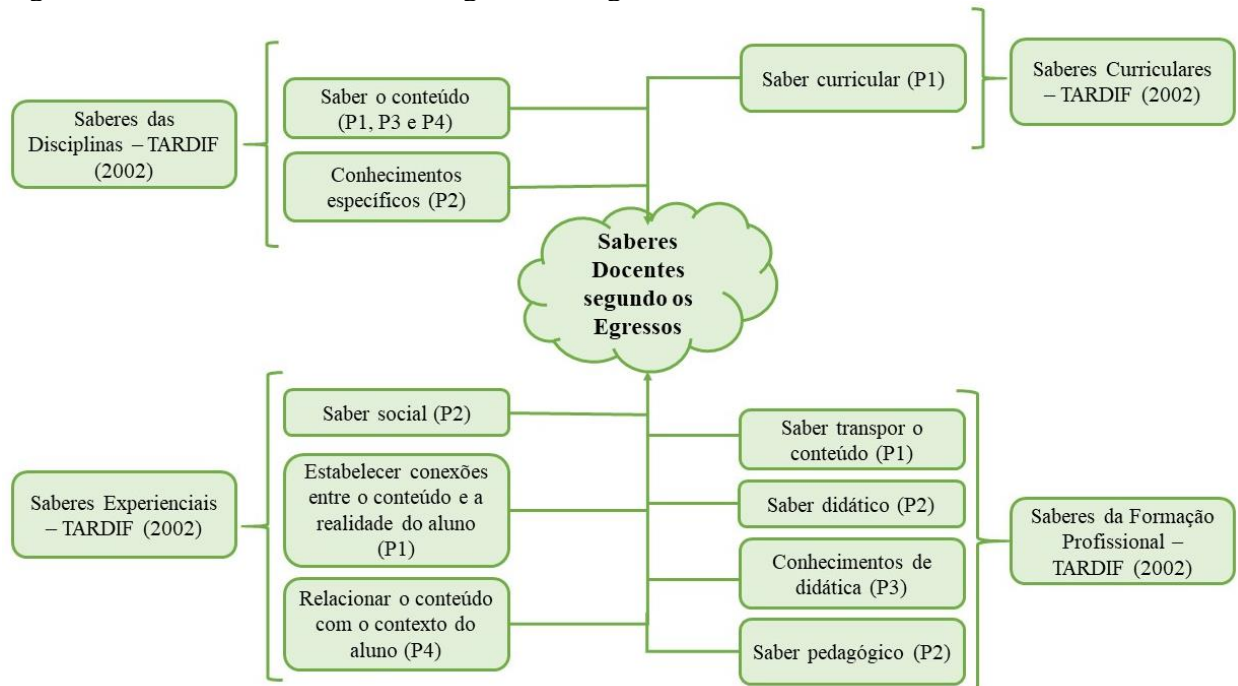 Saberes das
Disciplinas – TARDIF
(2002)
Saber o conteúdo
(P1, P3 e P4)
Conhecimentos
específicos (P2)
Saber curricular (P1)
Saberes Curriculares
– TARDIF (2002)
Saberes
Docentes
segundo os
Egressos
Saberes Experienciais
– TARDIF (2002)
Saber social (P2)
Estabelecer conexões
entre o conteúdo e a
realidade do aluno
(P1)
Relacionar o conteúdo
com o contexto do
aluno (P4)
Saber transpor o
conteúdo (P1)
Saber didático (P2)
Conhecimentos de
didática (P3)
Saber pedagógico (P2)
Saberes da Formação
Profissional –
TARDIF (2002)